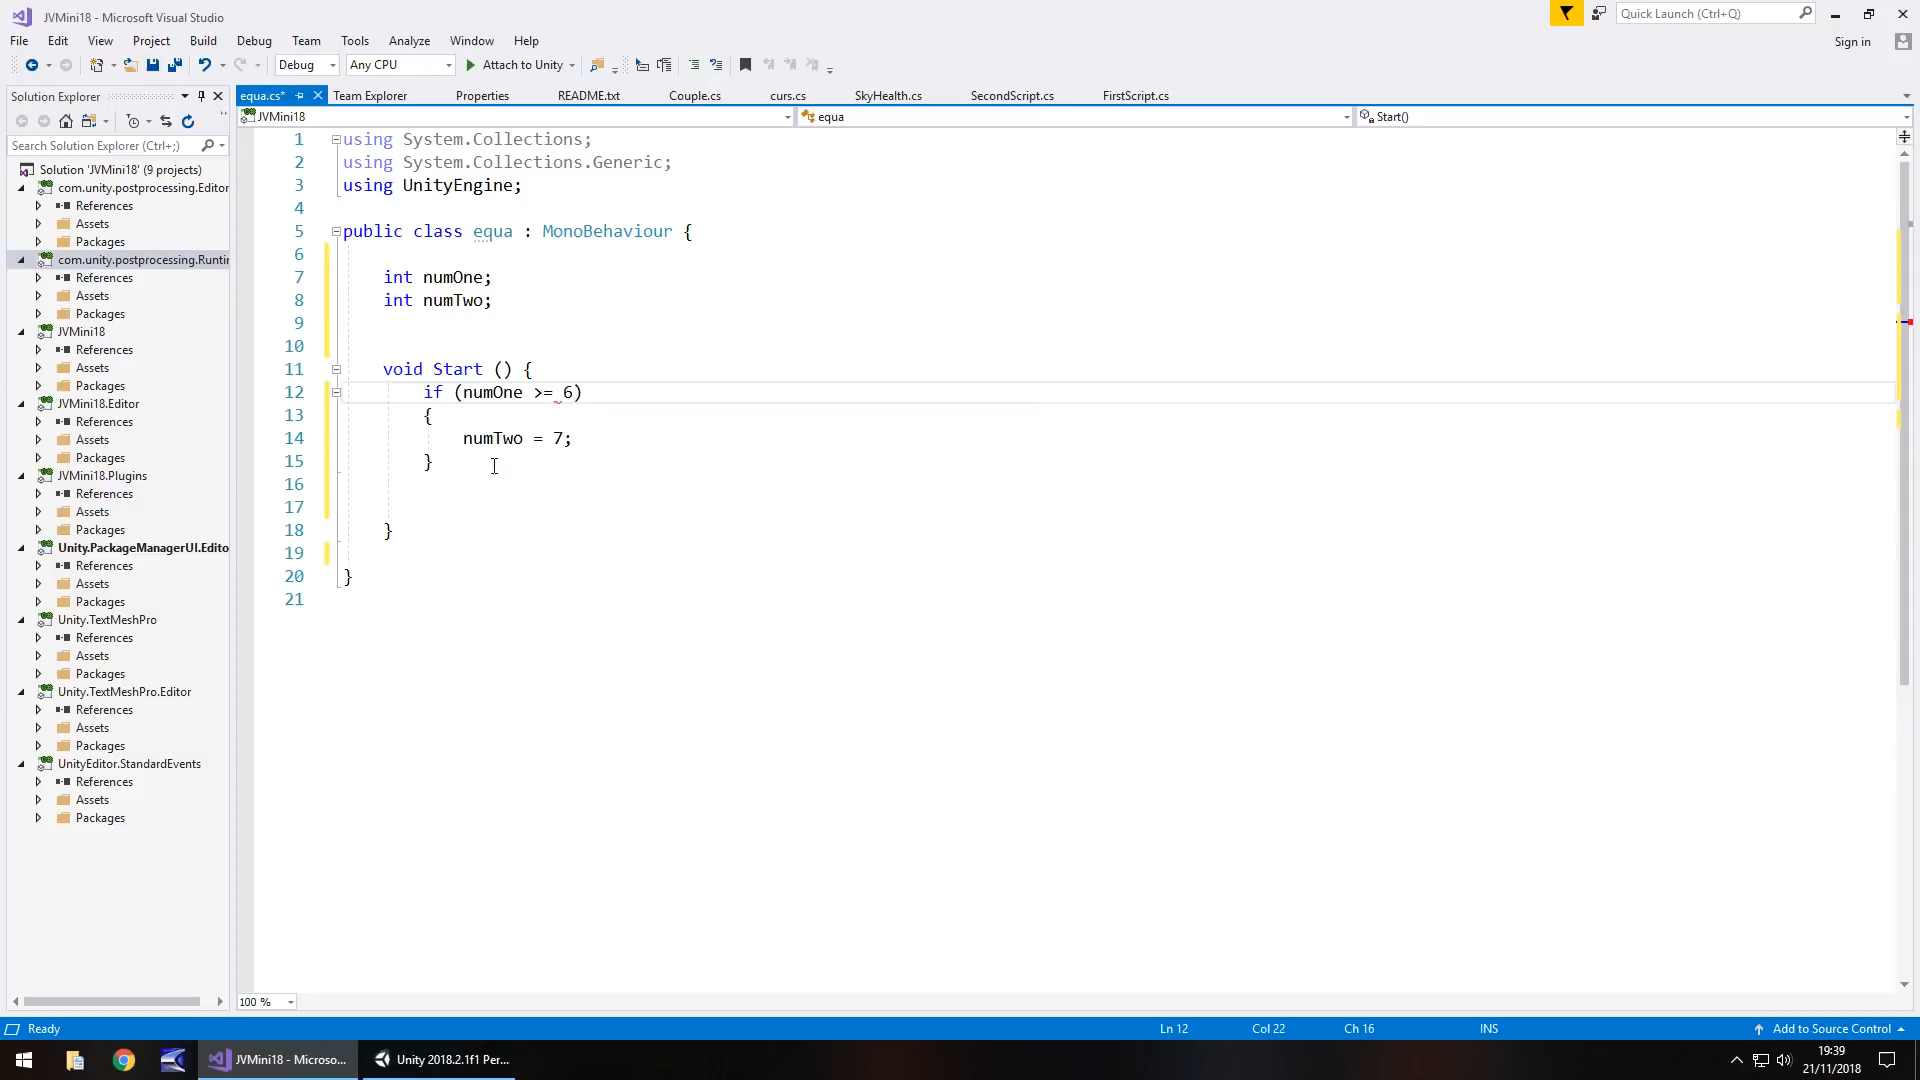 JVMini18 - Microsoft Visual Studio
Quick Launch (Ctrl+Q)
File Edit View Project Build Debug Team Tools Analyze Window Help
Sign in
Debug Any CPU Attach to Unity
Solution Explorer
equa.cs* Team Explorer Properties README.txt Couple.cs curs.cs SkyHealth.cs SecondScript.cs FirstScript.cs
JVMini18 equa Start()
Search Solution Explorer (Ctrl+;)
Solution 'JVMini18' (9 projects)
com.unity.postprocessing.Editor
References
Assets
Packages
com.unity.postprocessing.Runti
References
Assets
Packages
JVMini18
References
Assets
Packages
JVMini18.Editor
References
Assets
Packages
JVMini18.Plugins
References
Assets
Packages
Unity.PackageManagerUI.Edito
References
Assets
Packages
Unity.TextMeshPro
References
Assets
Packages
Unity.TextMeshPro.Editor
References
Assets
Packages
UnityEditor.StandardEvents
References
Assets
Packages
1 using System.Collections;
2 using System.Collections.Generic;
3 using UnityEngine;
4
5 public class equa : MonoBehaviour {
6
7 int numOne;
8 int numTwo;
9
10
11 void Start () {
12 if (numOne >= 6)
13 {
14 numTwo = 7;
15 }
16
17
18 }
19
20 }
21
100 %
Ready Ln 12 Col 22 Ch 16 INS Add to Source Control
JVMini18 - Microso... Unity 2018.2.1f1 Per...
19:39
21/11/2018